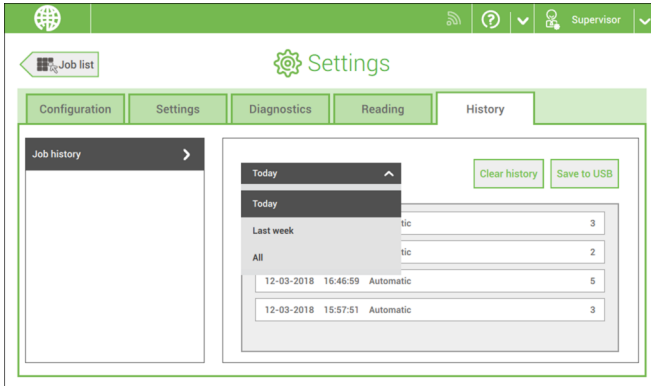 Supervisor
Job list
Settings
Configuration
Settings
Diagnostics
Reading
History
Job history
Today
Clear history
Save to USB
Today
Last week
All
tic 3
tic 2
12-03-2018 16:46:59 Automatic 5
12-03-2018 15:57:51 Automatic 3